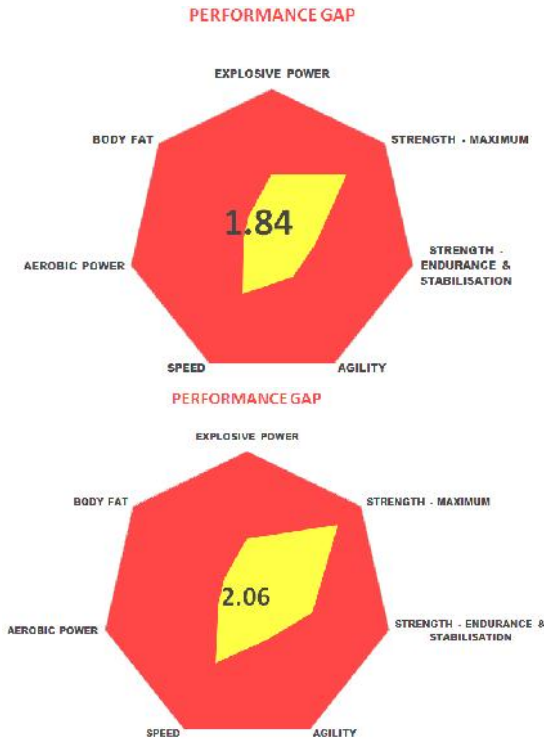 PERFORMANCE GAP
EXPLOSIVE POWER
BODY FAT
STRENGTH - MAXIMUM
1.84
STRENGTH -
ENDURANCE &
STABILISATION
AEROBIC POWER
SPEED
AGILITY
PERFORMANCE GAP
EXPLOSIVE POWER
BODY FAT
STRENGTH - MAXIMUM
2.06
AEROBIC POWER
STRENGTH - ENDURANCE &
STABILISATION
SPEED
AGILITY